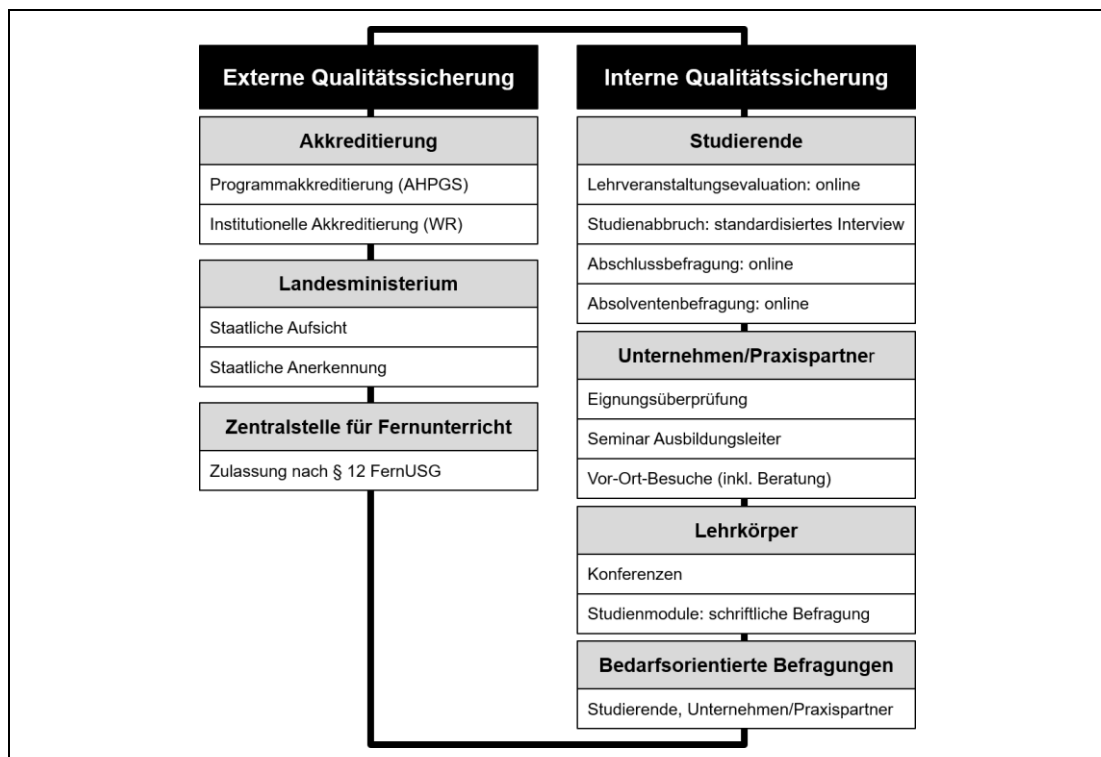 Externe Qualitätssicherung
Akkreditierung
Programmakkreditierung (AHPGS)
Institutionelle Akkreditierung (WR)
Landesministerium
Staatliche Aufsicht
Staatliche Anerkennung
Zentralstelle für Fernunterricht
Zulassung nach § 12 FernUSG
Interne Qualitätssicherung
Studierende
Lehrveranstaltungsevaluation: online
Studienabbruch: standardisiertes Interview
Abschlussbefragung: online
Absolventenbefragung: online
Unternehmen/Praxispartner
Eignungsüberprüfung
Seminar Ausbildungsleiter
Vor-Ort-Besuche (inkl. Beratung)
Lehrkörper
Konferenzen
Studienmodule: schriftliche Befragung
Bedarfsorientierte Befragungen
Studierende, Unternehmen/Praxispartner